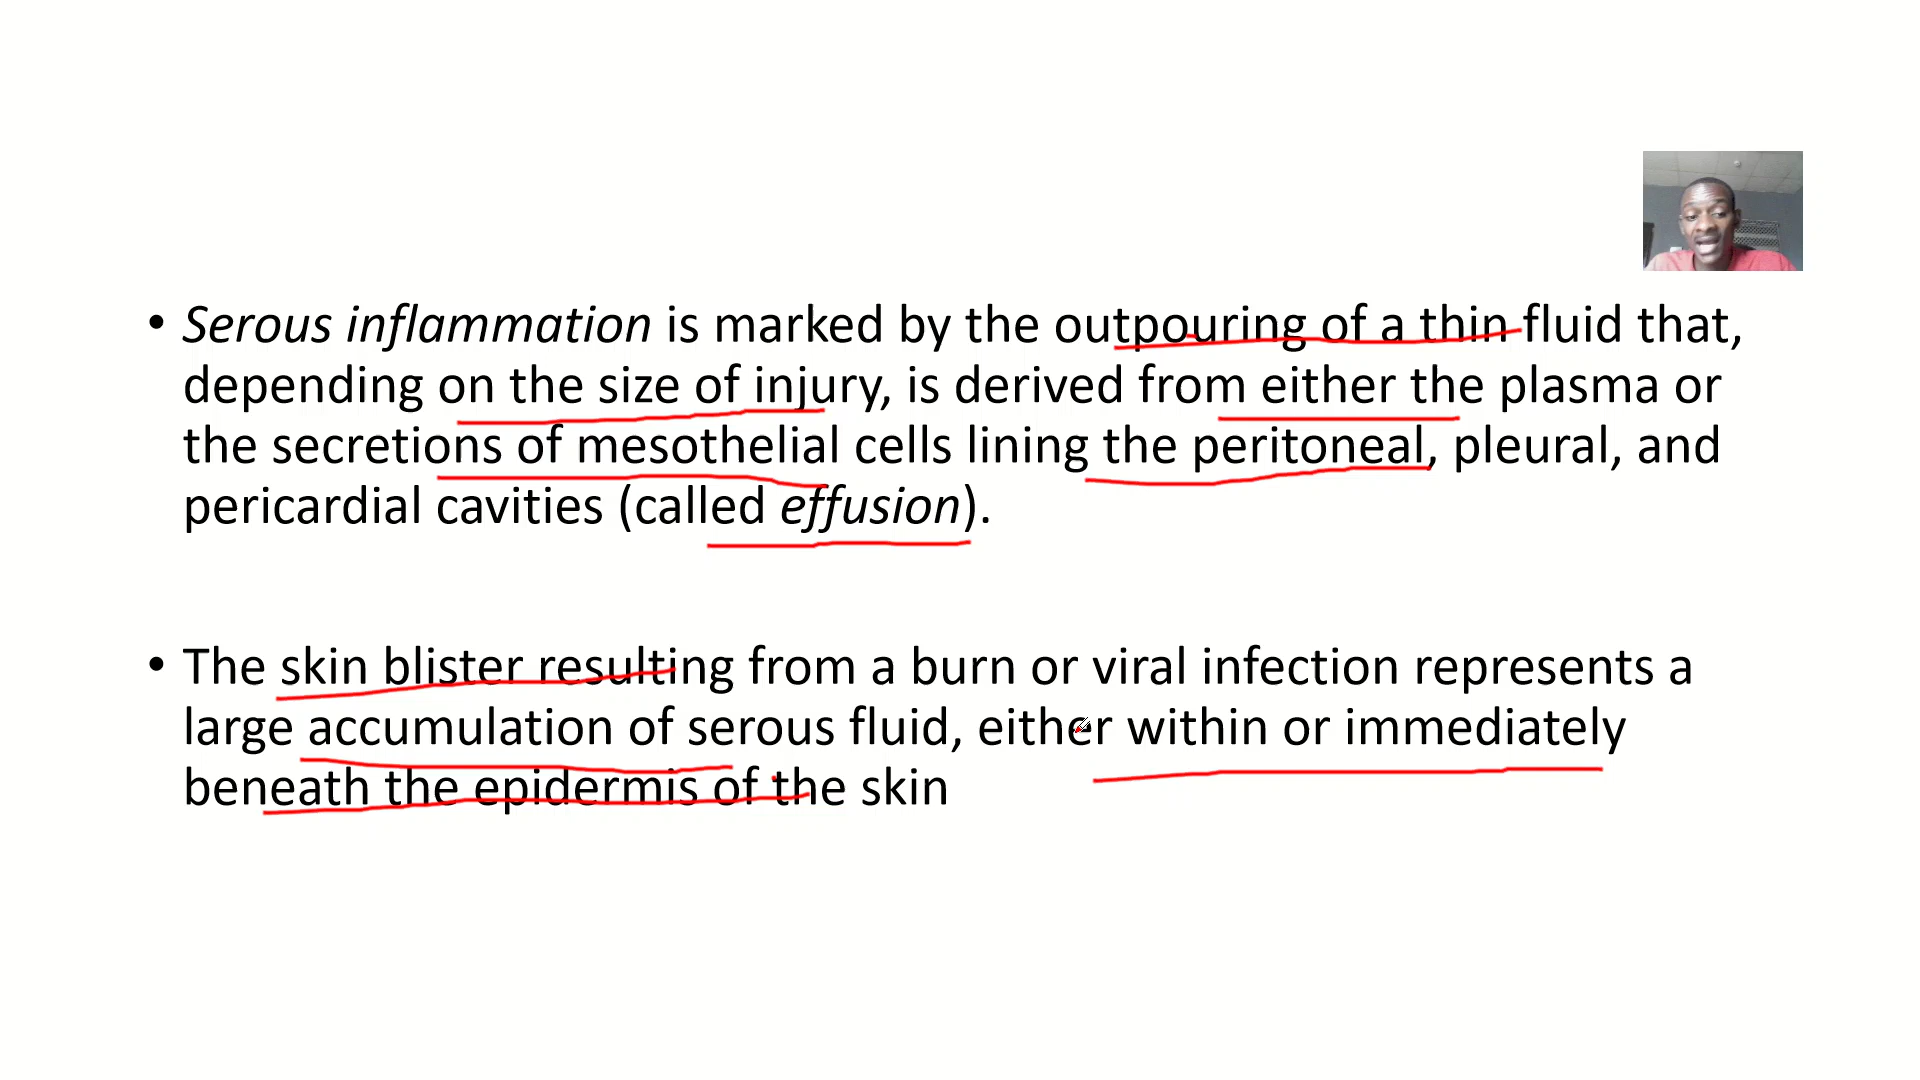 • Serous inflammation is marked by the outpouring of a thin fluid that,
depending on the size of injury, is derived from either the plasma or
the secretions of mesothelial cells lining the peritoneal, pleural, and
pericardial cavities (called effusion).
• The skin blister resulting from a burn or viral infection represents a
large accumulation of serous fluid, either within or immediately
beneath the epidermis of the skin